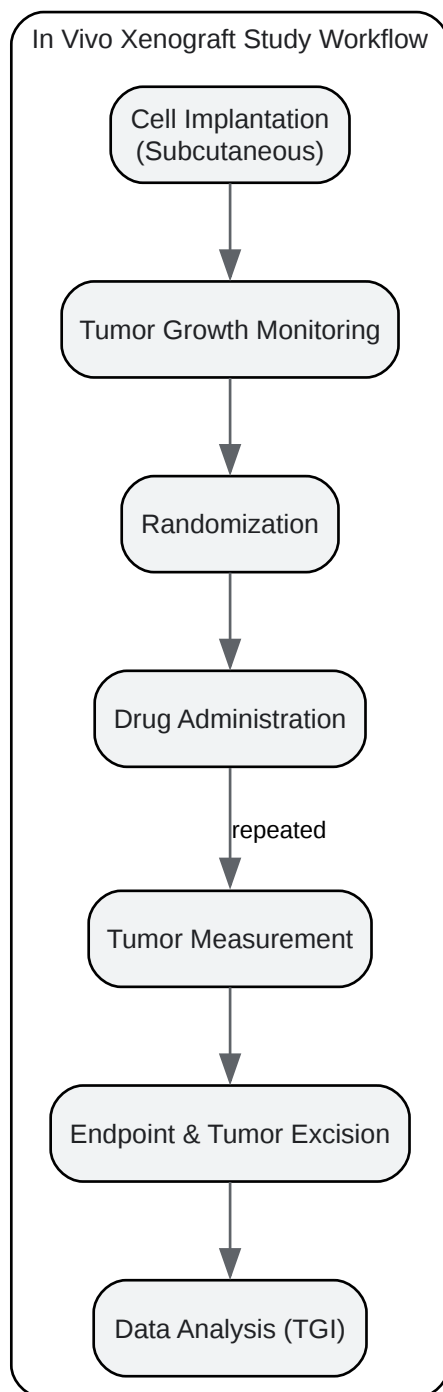 In Vivo Xenograft Study Workflow
Cell Implantation
(Subcutaneous)
Tumor Growth Monitoring
Randomization
Drug Administration
repeated
Tumor Measurement
Endpoint & Tumor Excision
Data Analysis (TGI)